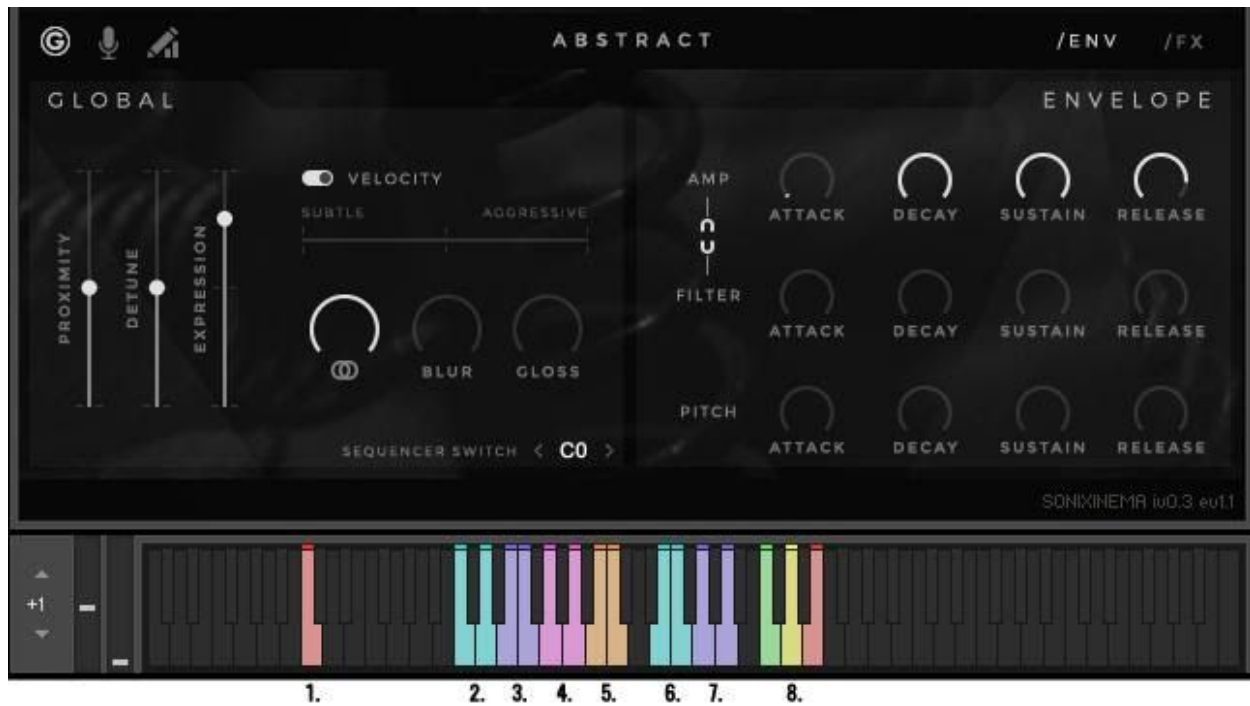 G ABSTRACT /ENV /FX
GLOBAL ENVELOPE
VELOCITY
SUBTLE AGGRESSIVE
PROXIMITY
DETUNE
EXPRESSION
BLUR GLOSS
SEQUENCER SWITCH < C0 >
AMP
ATTACK DECAY SUSTAIN RELEASE
FILTER
ATTACK DECAY SUSTAIN RELEASE
PITCH
ATTACK DECAY SUSTAIN RELEASE
SONIXINEMA iv0.3 ev1.1
+1
1. 2. 3. 4. 5. 6. 7. 8.